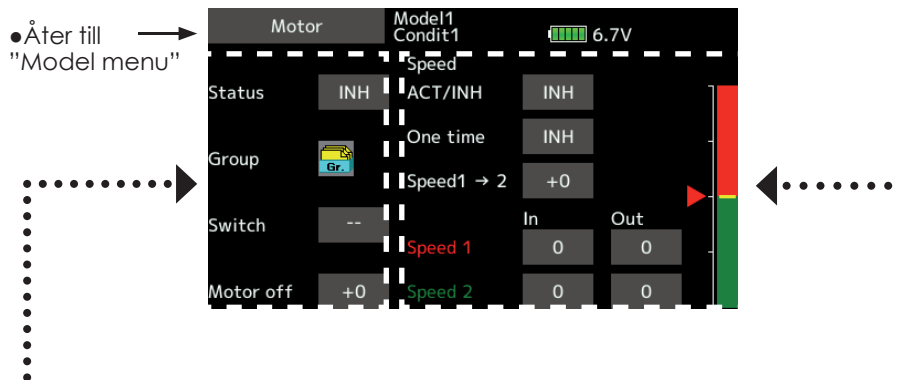 ●Åter till
”Model menu”
Motor
Model1
Condit1
6.7V
Status INH
Group Gr.
Switch --
Motor off +0
Speed
ACT/INH INH
One time INH
Speed1 → 2 +0
In Out
Speed 1 0 0
Speed 2 0 0